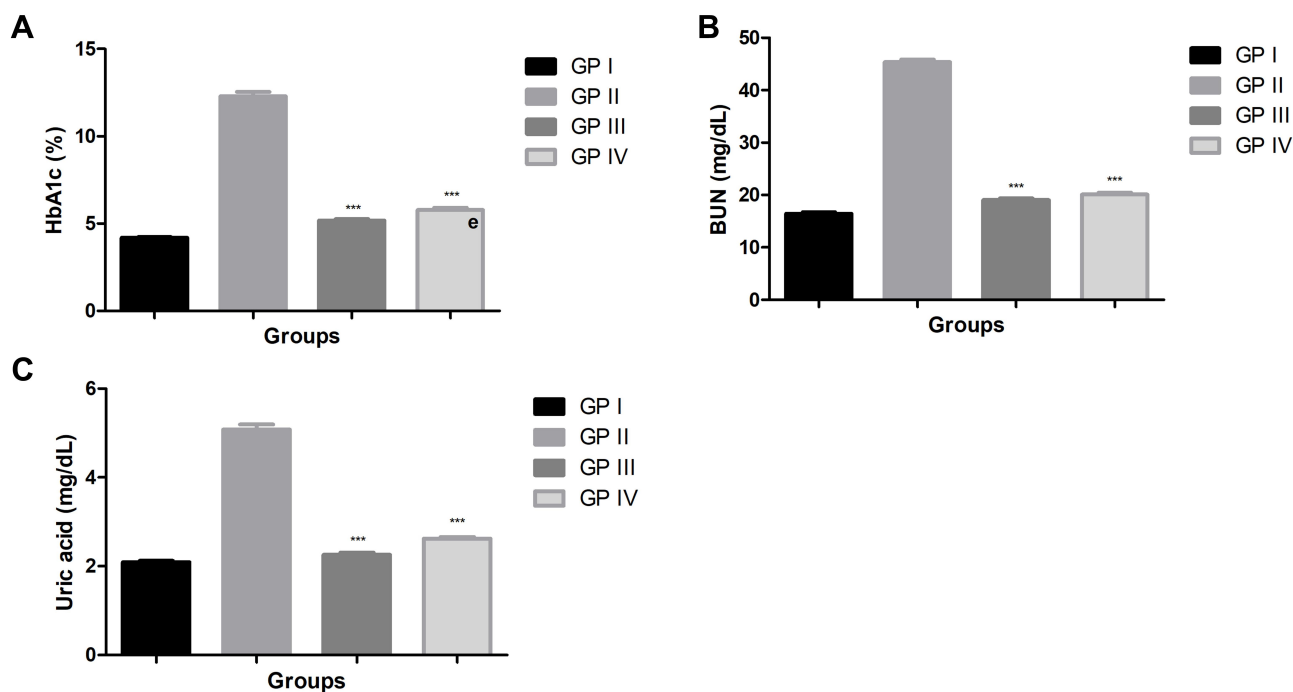 A
HbA1c (%)
15
10
5
0
***
***
e
Groups
GP I
GP II
GP III
GP IV
B
BUN (mg/dL)
50
40
30
20
10
0
***
***
Groups
GP I
GP II
GP III
GP IV
C
Uric acid (mg/dL)
6
4
2
0
***
***
Groups
GP I
GP II
GP III
GP IV